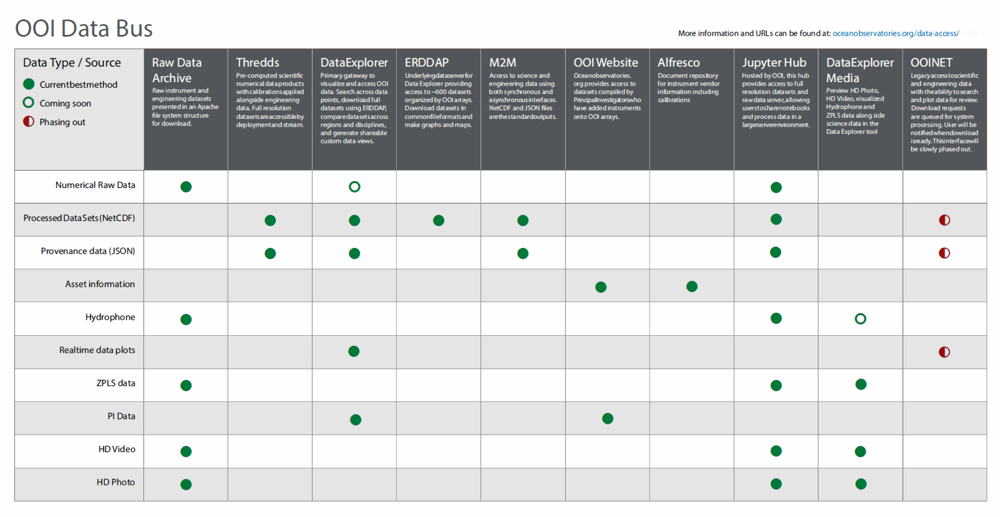 OOI Data Bus
More information and URLs can be found at: oceanobservatories.org/data-access/
Data Type / Source
Current best method
Coming soon
Phasing out
Raw Data
Archive
Raw instrument and
engineering datasets
presented in an Apache
file system structure
for download.
Thredds
Pre-computed scientific
numerical data products
with calibrations applied
alongside engineering
data. Full resolution
datasets are accessible by
deployment and stream.
DataExplorer
Primary gateway to
visualize and access OOI
data. Search across data
points, download full
datasets using ERDDAP,
compare datasets across
regions and disciplines,
and generate shareable
custom data views.
ERDDAP
Underlying dataserver for
Data Explorer providing
access to ~600 datasets
organized by OOI arrays.
Download datasets in
common file formats and
make graphs and maps.
M2M
Access to science and
engineering data using
both synchronous and
asynchronous interfaces.
NetCDF and JSON files
are the standard outputs.
OOI Website
Oceanobservatories.
org provides access to
datasets compiled by
Principal Investigators who
have added instruments
onto OOI arrays.
Alfresco
Document repository
for instrument vendor
information including
calibrations
Jupyter Hub
Hosted by OOI, this hub
provides access to full
resolution datasets and
raw data server, allowing
users to share notebooks
and process data in a
larger server environment.
DataExplorer
Media
Preview HD Photo,
HD Video, visualized
Hydrophone and
ZPLS data along side
science data in the
Data Explorer tool
OOINET
Legacy access to scientific
and engineering data
with the ability to search
and plot data for review.
Download requests
are queued for system
processing. User will be
notified when download
is ready. This interface will
be slowly phased out.
Numerical Raw Data
Processed Data Sets (NetCDF)
Provenance data (JSON)
Asset information
Hydrophone
Realtime data plots
ZPLS data
PI Data
HD Video
HD Photo